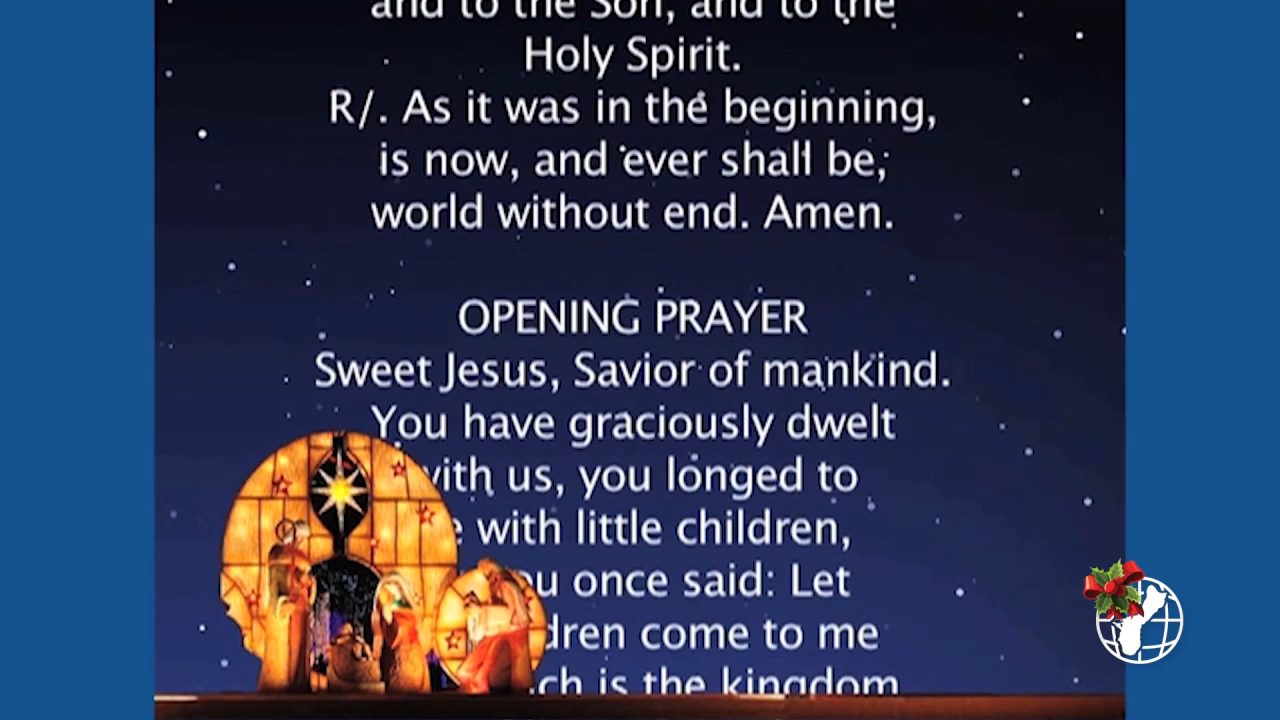 and to the Son, and to the
Holy Spirit.
R/. As it was in the beginning,
is now, and ever shall be,
world without end. Amen.
OPENING PRAYER
Sweet Jesus, Savior of mankind.
You have graciously dwelt
with us, you longed to
with little children,
once said: Let
come to me
is the kingdom